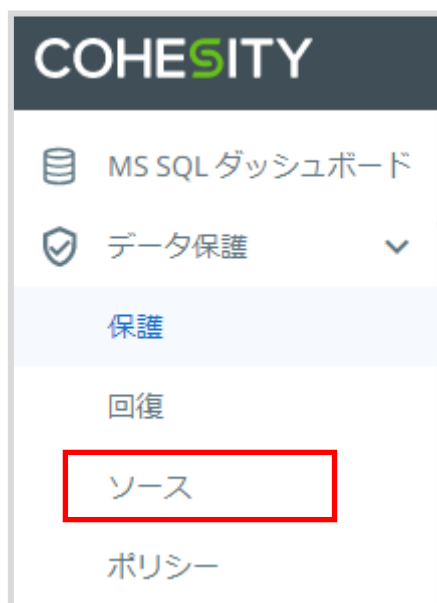 COHESITY
MS SQL ダッシュボード
データ保護
保護
回復
ソース
ポリシー